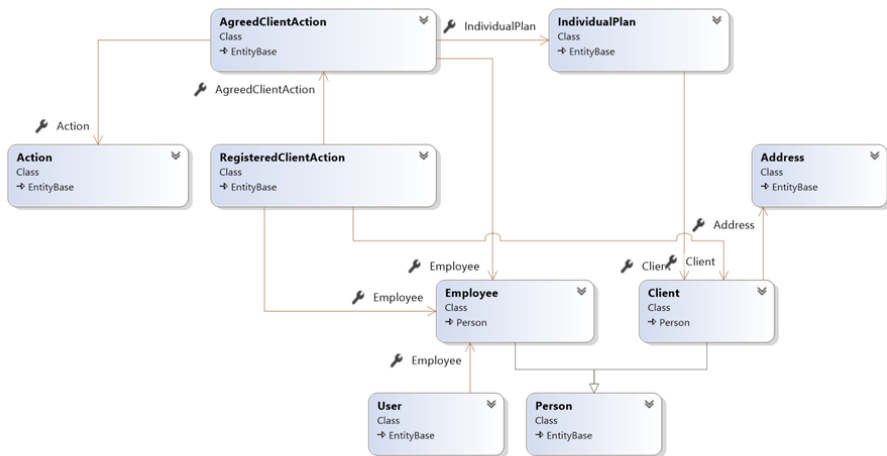 AgreedClientAction
Class
EntityBase
IndividualPlan
IndividualPlan
Class
EntityBase
AgreedClientAction
Action
Action
Class
EntityBase
RegisteredClientAction
Class
EntityBase
Address
Class
EntityBase
Address
Employee
Client
Client
Employee
Employee
Class
Person
Client
Class
Person
Employee
User
Class
EntityBase
Person
Class
EntityBase